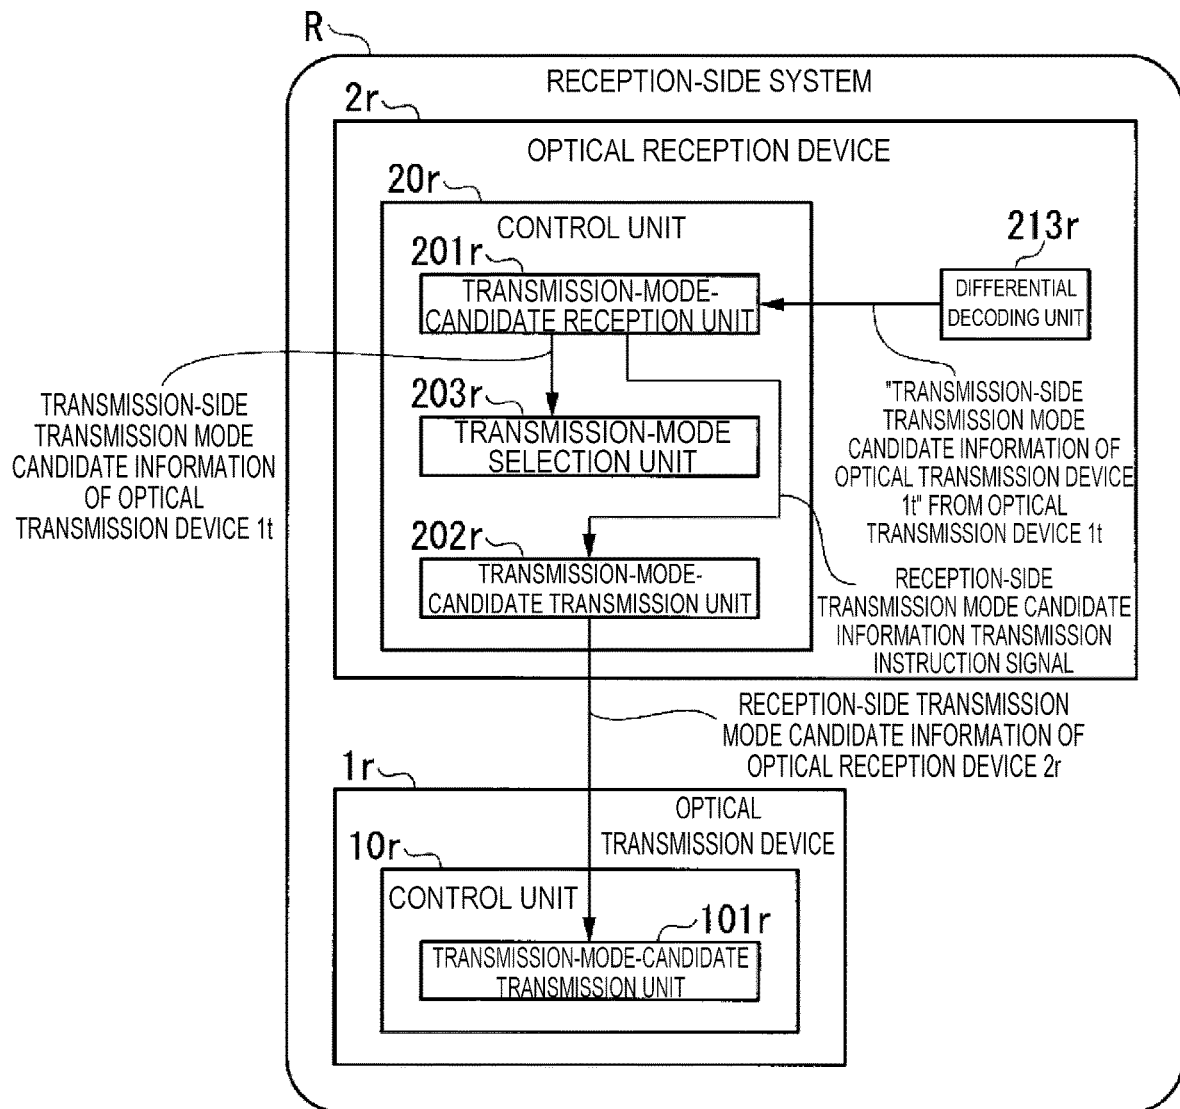 R
RECEPTION-SIDE SYSTEM
2r
OPTICAL RECEPTION DEVICE
20r
CONTROL UNIT
201r
TRANSMISSION-MODE-
CANDIDATE RECEPTION UNIT
213r
DIFFERENTIAL
DECODING UNIT
TRANSMISSION-SIDE
TRANSMISSION MODE
CANDIDATE INFORMATION
OF OPTICAL
TRANSMISSION DEVICE 1t
203r
TRANSMISSION-MODE
SELECTION UNIT
"TRANSMISSION-SIDE
TRANSMISSION MODE
CANDIDATE INFORMATION OF
OPTICAL TRANSMISSION DEVICE
1t" FROM OPTICAL
TRANSMISSION DEVICE 1t
202r
TRANSMISSION-MODE-
CANDIDATE TRANSMISSION UNIT
RECEPTION-SIDE
TRANSMISSION MODE CANDIDATE
INFORMATION TRANSMISSION
INSTRUCTION SIGNAL
RECEPTION-SIDE TRANSMISSION
MODE CANDIDATE INFORMATION OF
OPTICAL RECEPTION DEVICE 2r
1r
OPTICAL
TRANSMISSION DEVICE
10r
CONTROL UNIT
101r
TRANSMISSION-MODE-CANDIDATE
TRANSMISSION UNIT